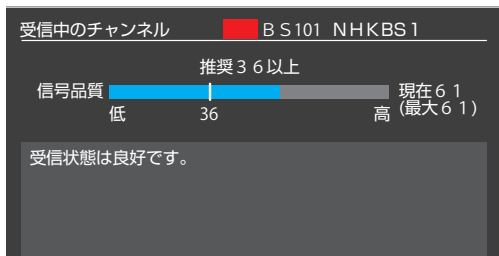 受信中のチャンネル BS101 NHKBS1
推奨36以上
信号品質 現在61
低 36 高 (最大61)
受信状態は良好です。